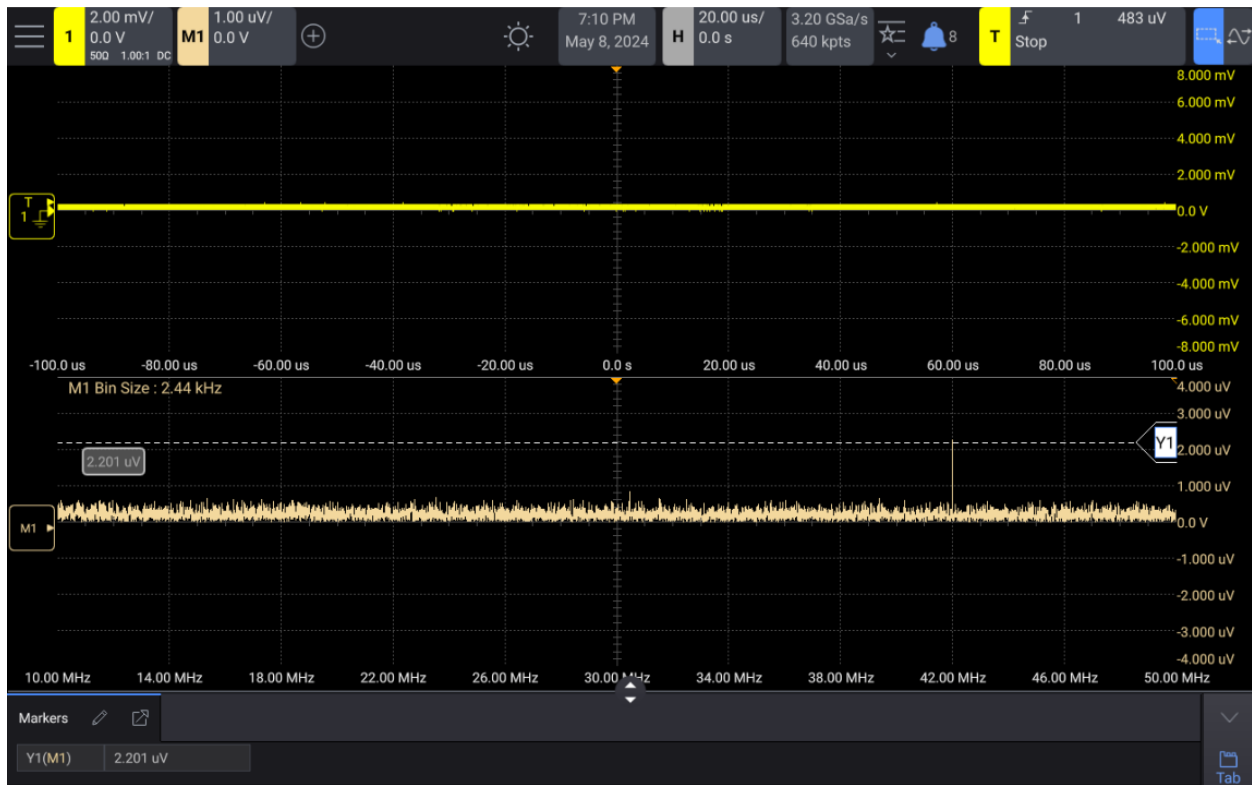 1
2.00 mV/
0.0 V
50Ω 1.00:1 DC
M1
1.00 uV/
0.0 V
7:10 PM
May 8, 2024
H
20.00 us/
0.0 s
3.20 GSa/s
640 kpts
8
T
1 483 uV
Stop
8.000 mV
6.000 mV
4.000 mV
2.000 mV
T
1
0.0 V
-2.000 mV
-4.000 mV
-6.000 mV
-8.000 mV
-100.0 us -80.00 us -60.00 us -40.00 us -20.00 us 0.0 s 20.00 us 40.00 us 60.00 us 80.00 us 100.0 us
M1 Bin Size : 2.44 kHz
4.000 uV
3.000 uV
Y1
2.000 uV
2.201 uV
1.000 uV
M1
0.0 V
-1.000 uV
-2.000 uV
-3.000 uV
-4.000 uV
10.00 MHz 14.00 MHz 18.00 MHz 22.00 MHz 26.00 MHz 30.00 MHz 34.00 MHz 38.00 MHz 42.00 MHz 46.00 MHz 50.00 MHz
Markers
Y1(M1) 2.201 uV
Tab